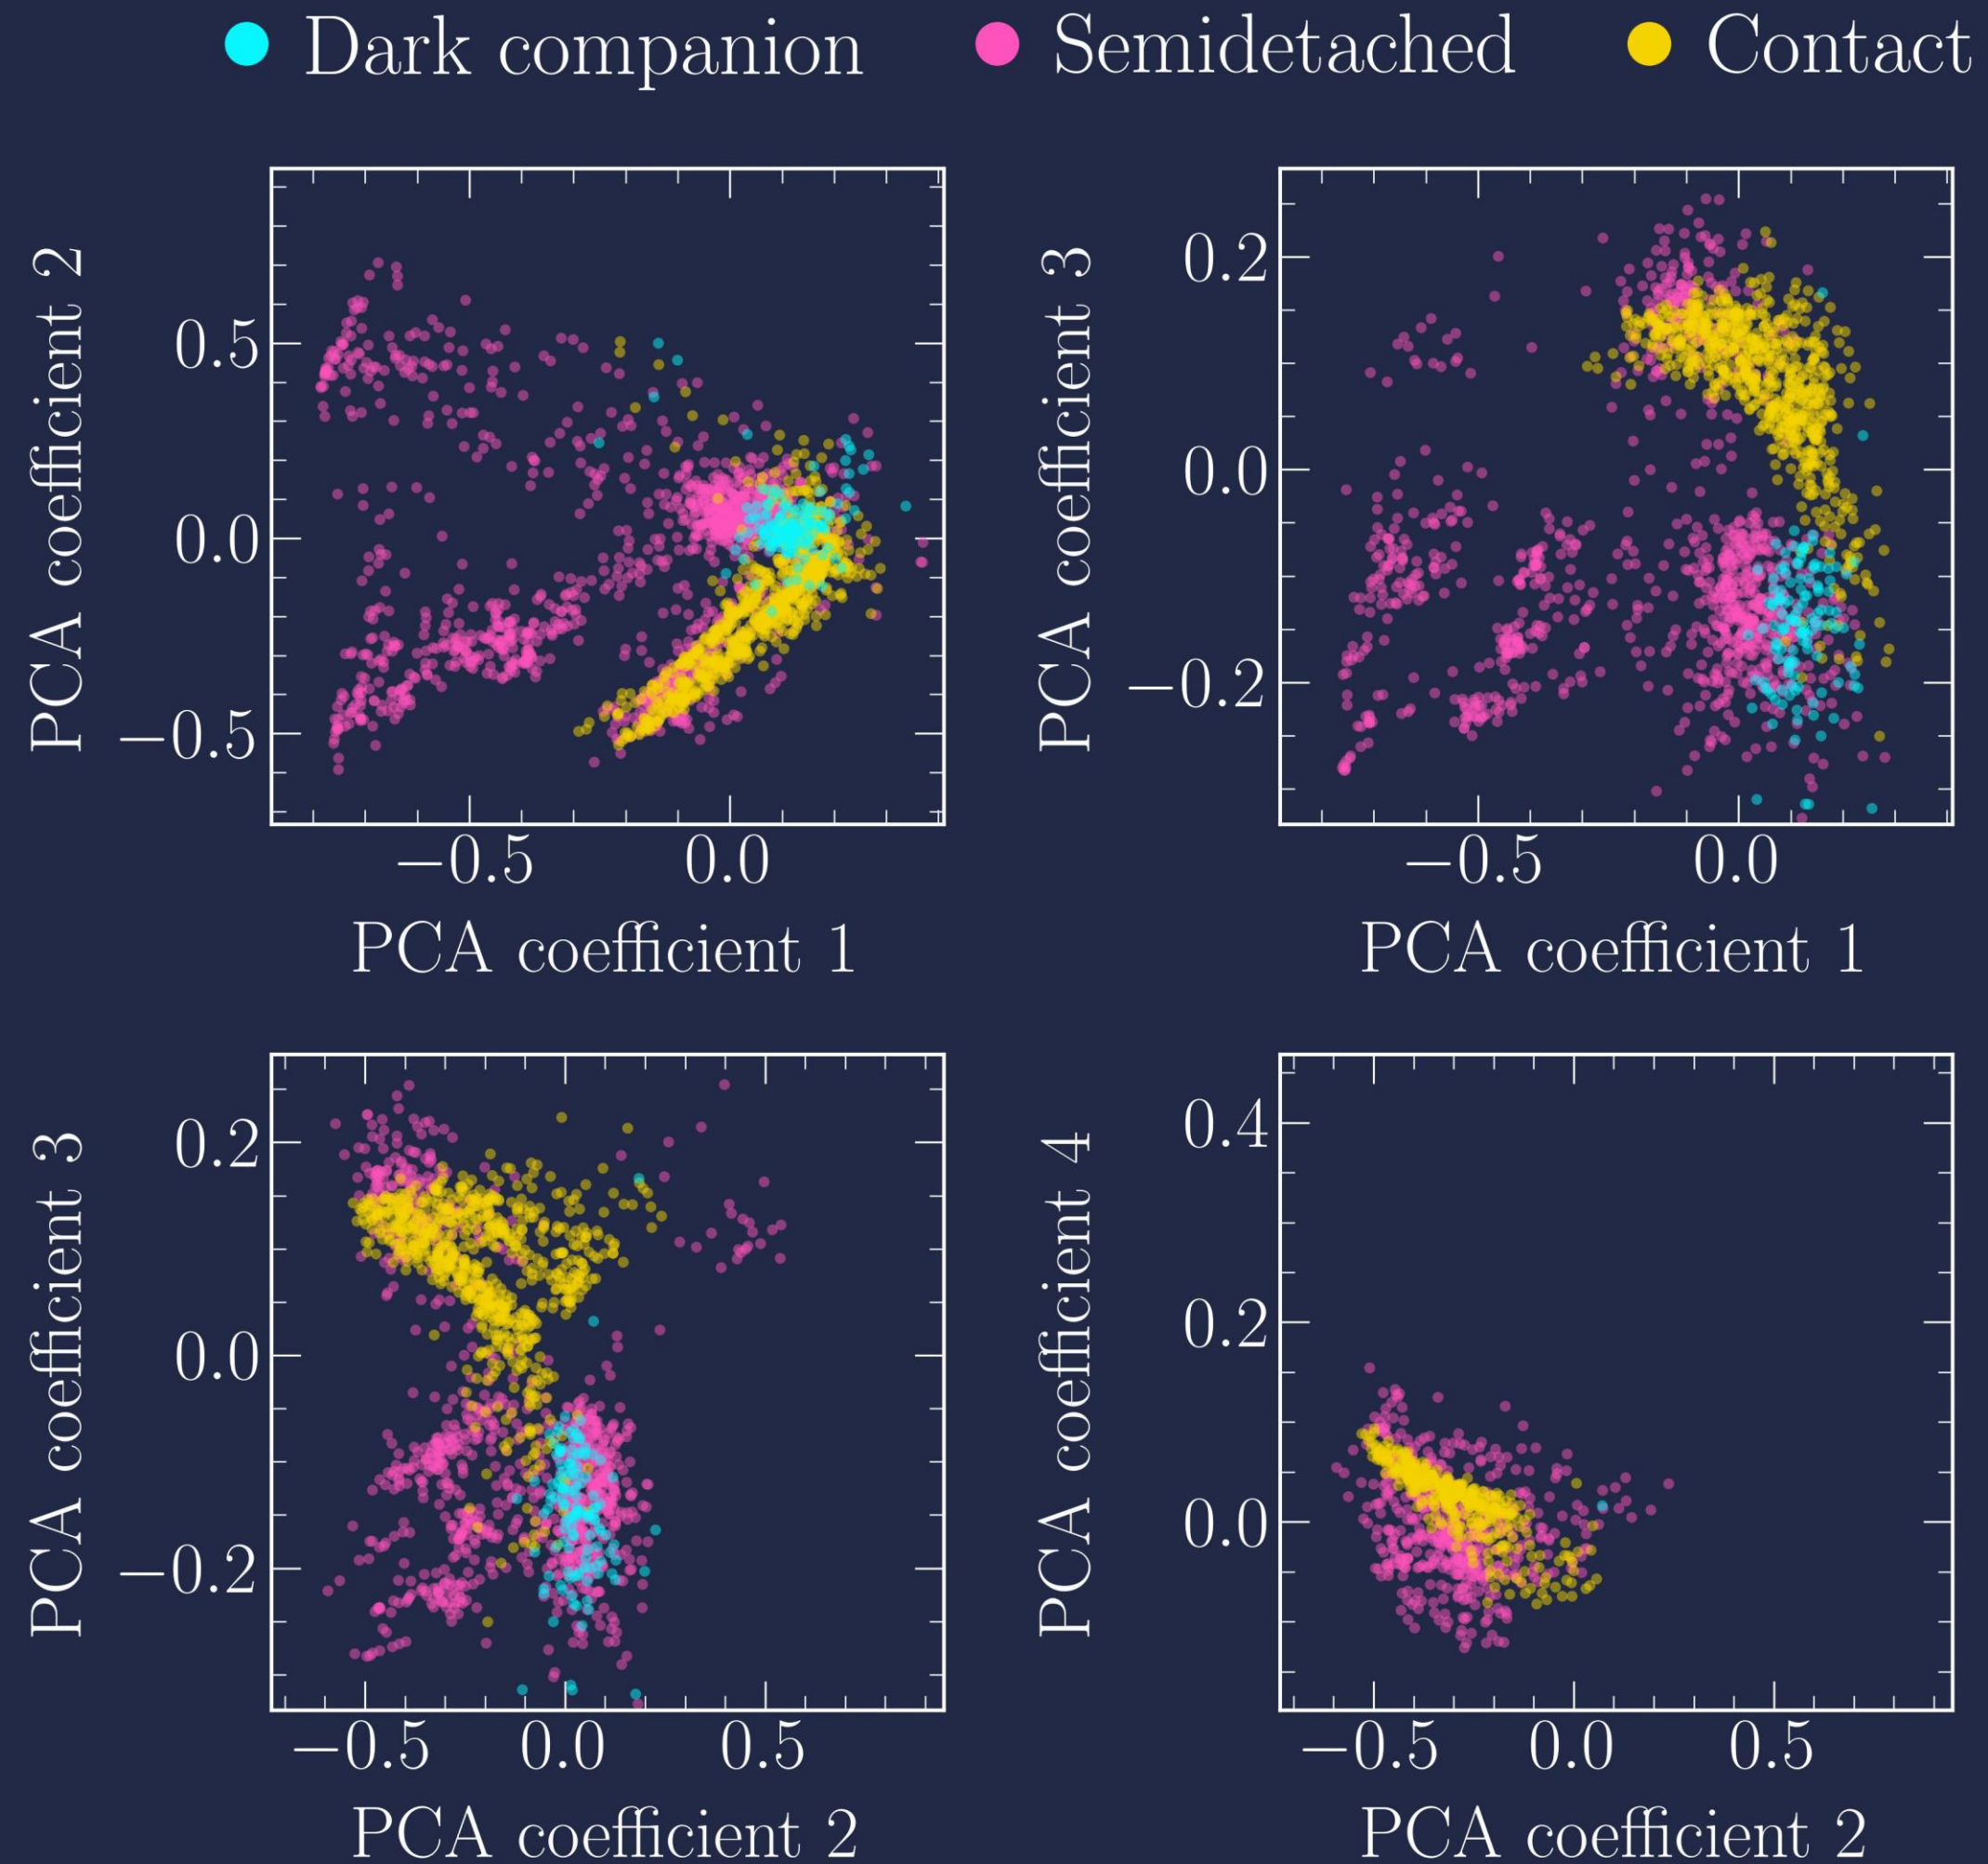 Dark companion Semidetached Contact
PCA coefficient 2
0.5
0.0
−0.5
−0.5 0.0
PCA coefficient 1
PCA coefficient 3
0.2
0.0
−0.2
−0.5 0.0
PCA coefficient 1
PCA coefficient 3
0.2
0.0
−0.2
−0.5 0.0 0.5
PCA coefficient 2
PCA coefficient 4
0.4
0.2
0.0
−0.5 0.0 0.5
PCA coefficient 2